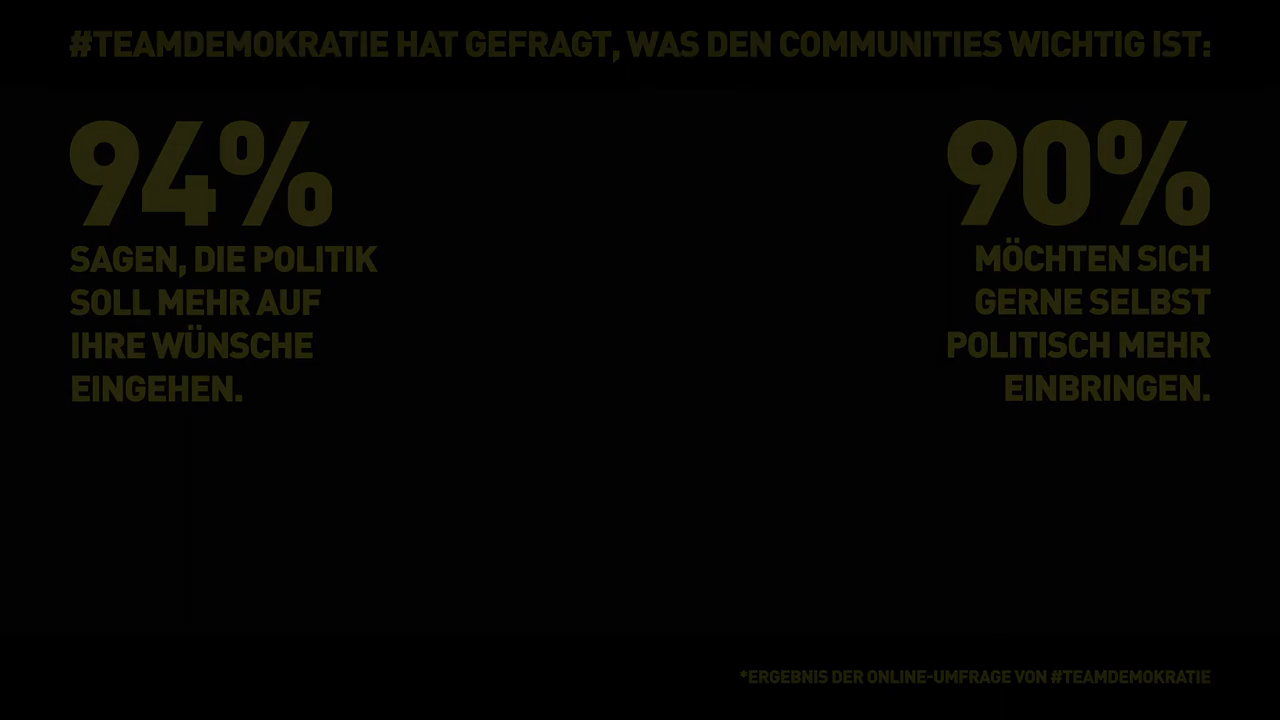 #TEAMDEMOKRATIE HAT GEFRAGT, WAS DEN COMMUNITIES WICHTIG IST:
94%
SAGEN, DIE POLITIK
SOLL MEHR AUF
IHRE WÜNSCHE
EINGEHEN.
90%
MÖCHTEN SICH
GERNE SELBST
POLITISCH MEHR
EINBRINGEN.
*ERGEBNIS DER ONLINE-UMFRAGE VON #TEAMDEMOKRATIE